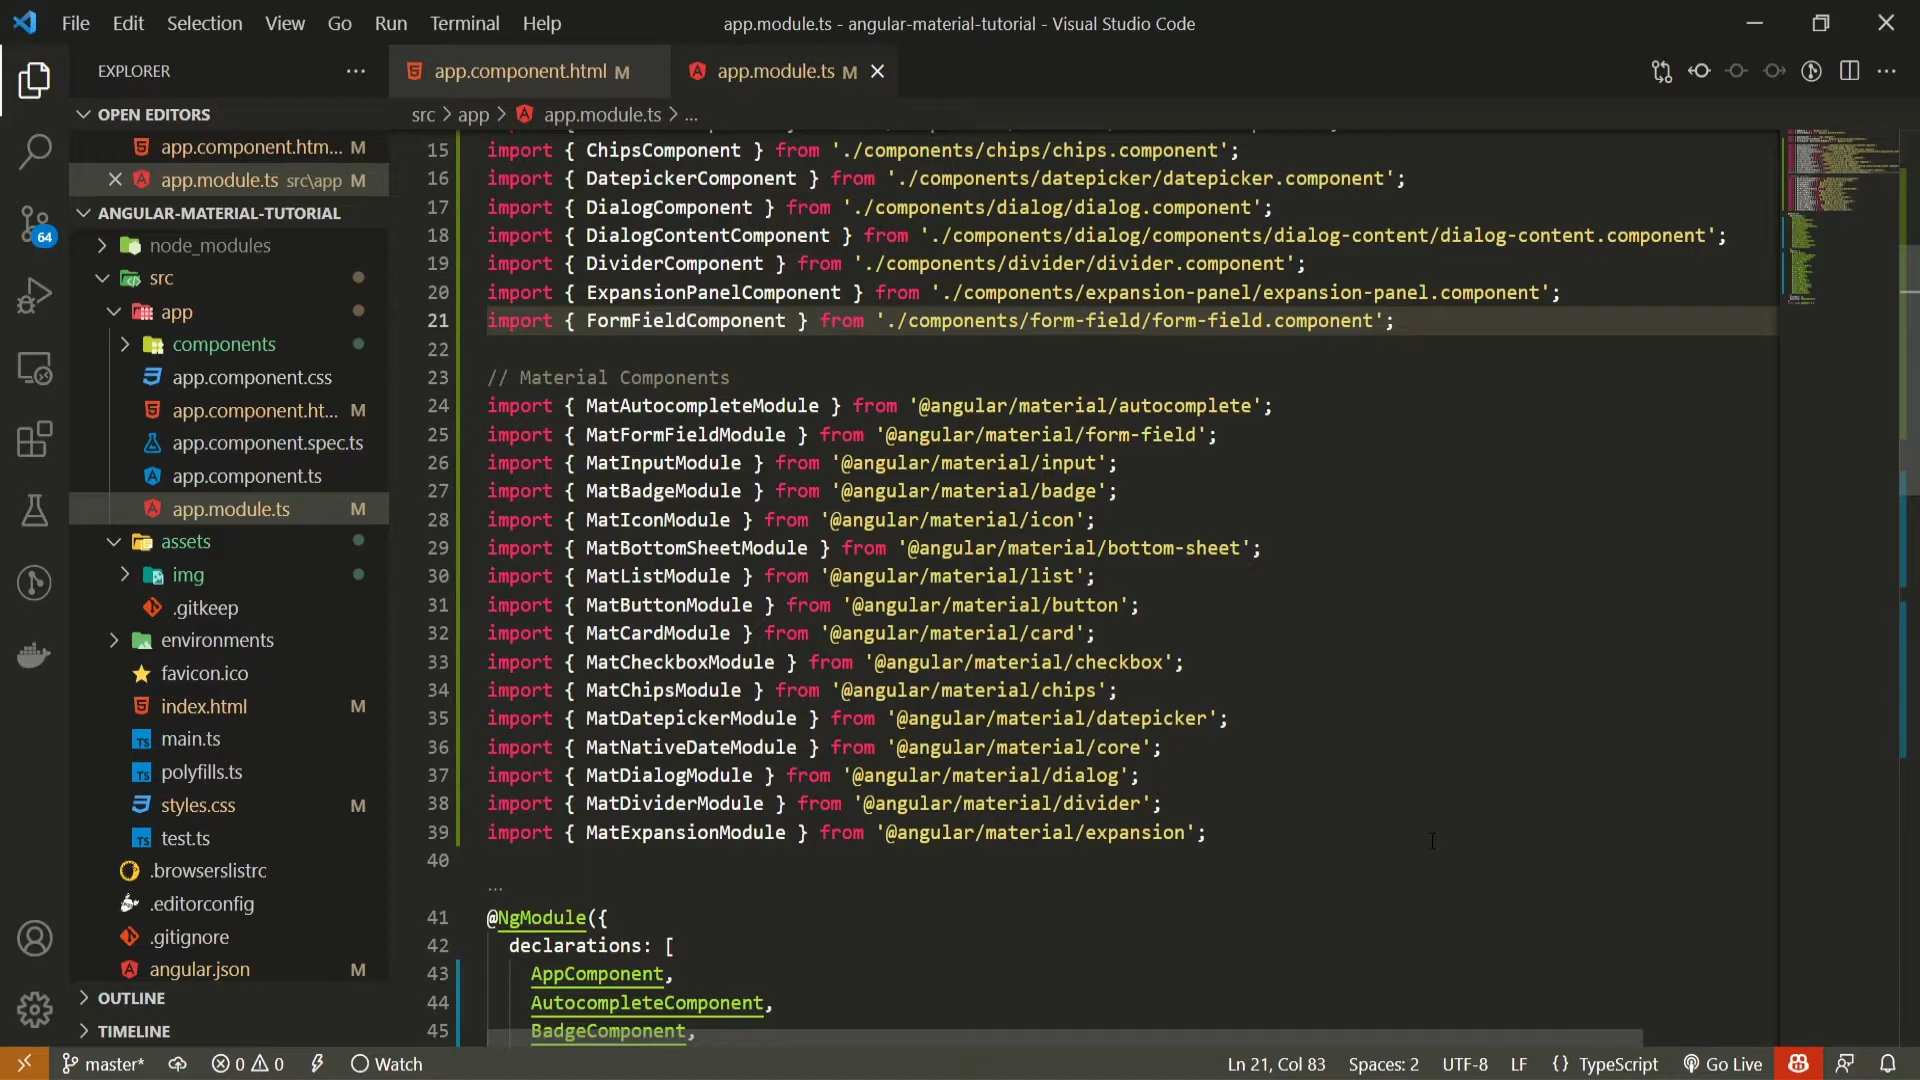 File Edit Selection View Go Run Terminal Help
app.module.ts - angular-material-tutorial - Visual Studio Code
EXPLORER
OPEN EDITORS
app.component.htm... M
app.module.ts src\app M
ANGULAR-MATERIAL-TUTORIAL
node_modules
src
app
components
app.component.css
app.component.ht... M
app.component.spec.ts
app.component.ts
app.module.ts M
assets
img
.gitkeep
environments
favicon.ico
index.html M
main.ts
polyfills.ts
styles.css M
test.ts
.browserslistrc
.editorconfig
.gitignore
angular.json M
OUTLINE
TIMELINE
64
app.component.html M
app.module.ts M
src > app > app.module.ts > ...
15 import { ChipsComponent } from './components/chips/chips.component';
16 import { DatepickerComponent } from './components/datepicker/datepicker.component';
17 import { DialogComponent } from './components/dialog/dialog.component';
18 import { DialogContentComponent } from './components/dialog/components/dialog-content/dialog-content.component';
19 import { DividerComponent } from './components/divider/divider.component';
20 import { ExpansionPanelComponent } from './components/expansion-panel/expansion-panel.component';
21 import { FormFieldComponent } from './components/form-field/form-field.component';
22
23 // Material Components
24 import { MatAutocompleteModule } from '@angular/material/autocomplete';
25 import { MatFormFieldModule } from '@angular/material/form-field';
26 import { MatInputModule } from '@angular/material/input';
27 import { MatBadgeModule } from '@angular/material/badge';
28 import { MatIconModule } from '@angular/material/icon';
29 import { MatBottomSheetModule } from '@angular/material/bottom-sheet';
30 import { MatListModule } from '@angular/material/list';
31 import { MatButtonModule } from '@angular/material/button';
32 import { MatCardModule } from '@angular/material/card';
33 import { MatCheckboxModule } from '@angular/material/checkbox';
34 import { MatChipsModule } from '@angular/material/chips';
35 import { MatDatepickerModule } from '@angular/material/datepicker';
36 import { MatNativeDateModule } from '@angular/material/core';
37 import { MatDialogModule } from '@angular/material/dialog';
38 import { MatDividerModule } from '@angular/material/divider';
39 import { MatExpansionModule } from '@angular/material/expansion';
40
...
41 @NgModule({
42 declarations: [
43 AppComponent,
44 AutocompleteComponent,
45 BadgeComponent,
master* 0 0 Watch
Ln 21, Col 83 Spaces: 2 UTF-8 LF {} TypeScript Go Live